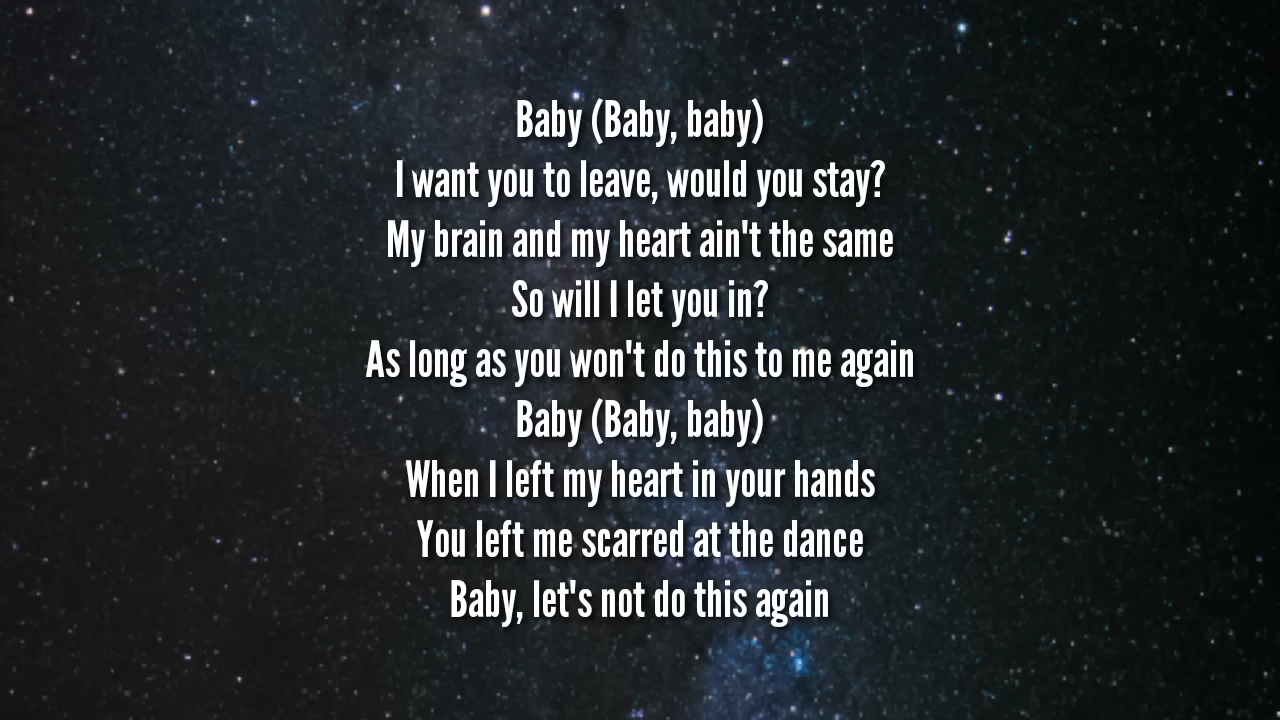 Baby (Baby, baby)
I want you to leave, would you stay?
My brain and my heart ain't the same
So will I let you in?
As long as you won't do this to me again
Baby (Baby, baby)
When I left my heart in your hands
You left me scarred at the dance
Baby, let's not do this again